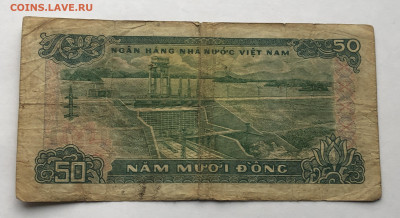 COINS.LAVE.RU
NGÂN HÀNG NHÀ NƯỚC VIỆT NAM
50
50
NĂM MƯƠI ĐỒNG